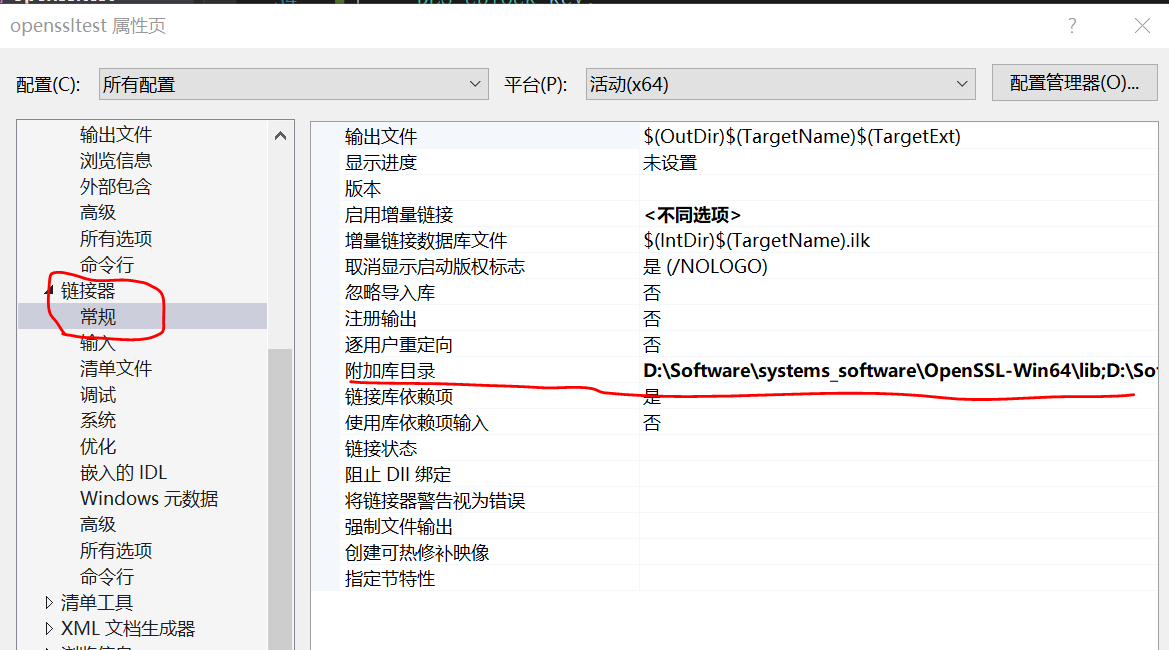 openssltest 属性页
?
配置(C):
所有配置
平台(P):
活动(x64)
配置管理器(O)...
输出文件
浏览信息
外部包含
高级
所有选项
命令行
链接器
常规
输入
清单文件
调试
系统
优化
嵌入的 IDL
Windows 元数据
高级
所有选项
命令行
清单工具
XML 文档生成器
浏览信息
输出文件 $(OutDir)$(TargetName)$(TargetExt)
显示进度 未设置
版本
启用增量链接 <不同选项>
增量链接数据库文件 $(IntDir)$(TargetName).ilk
取消显示启动版权标志 是 (/NOLOGO)
忽略导入库 否
注册输出 否
逐用户重定向 否
附加库目录 D:\Software\systems_software\OpenSSL-Win64\lib;D:\Sof
链接库依赖项 是
使用库依赖项输入 否
链接状态
阻止 Dll 绑定
将链接器警告视为错误
强制文件输出
创建可热修补映像
指定节特性